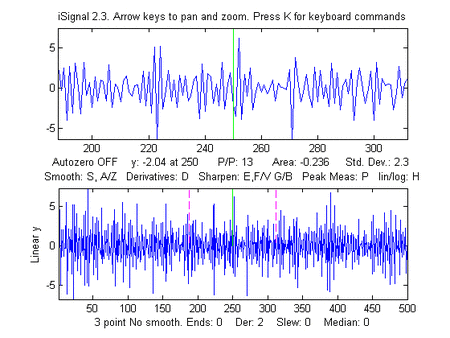 iSignal 2.3. Arrow keys to pan and zoom. Press K for keyboard commands
5
0
-5
200 220 240 260 280 300
Autozero OFF y: -2.04 at 250 P/P: 13 Area: -0.236 Std. Dev.: 2.3
Smooth: S, A/Z Derivatives: D Sharpen: E,F/V G/B Peak Meas: P lin/log: H
5
0
-5
Linear y
50 100 150 200 250 300 350 400 450 500
3 point No smooth. Ends: 0 Der: 2 Slew: 0 Median: 0